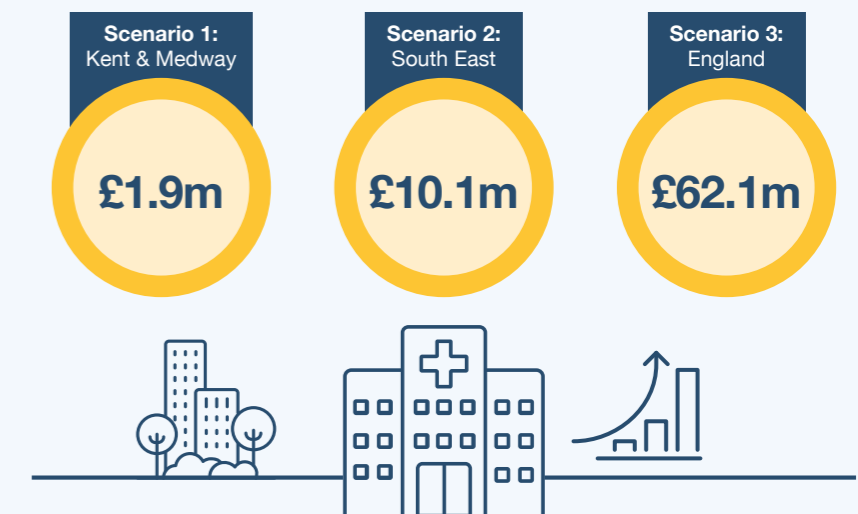 Scenario 1:
Kent & Medway
£1.9m
Scenario 2:
South East
£10.1m
Scenario 3:
England
£62.1m